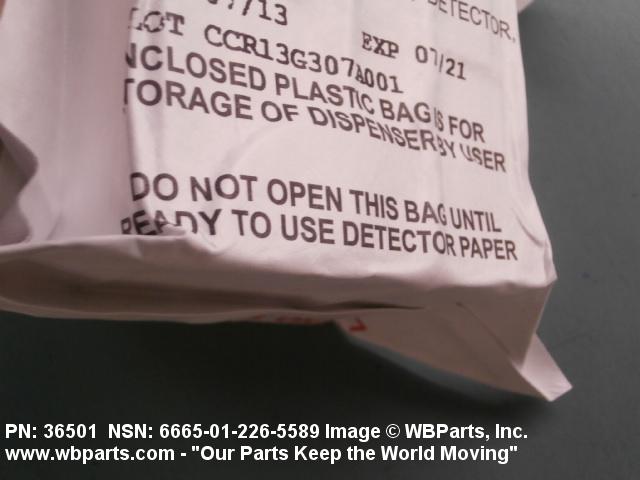 DETECTOR,
07/13
LOT CCR13G307A001 EXP 07/21
NCLOSED PLASTIC BAG IS FOR
TORAGE OF DISPENSER BY USER
DO NOT OPEN THIS BAG UNTIL
READY TO USE DETECTOR PAPER
PN: 36501 NSN: 6665-01-226-5589 Image © WBParts, Inc.
www.wbparts.com - "Our Parts Keep the World Moving"